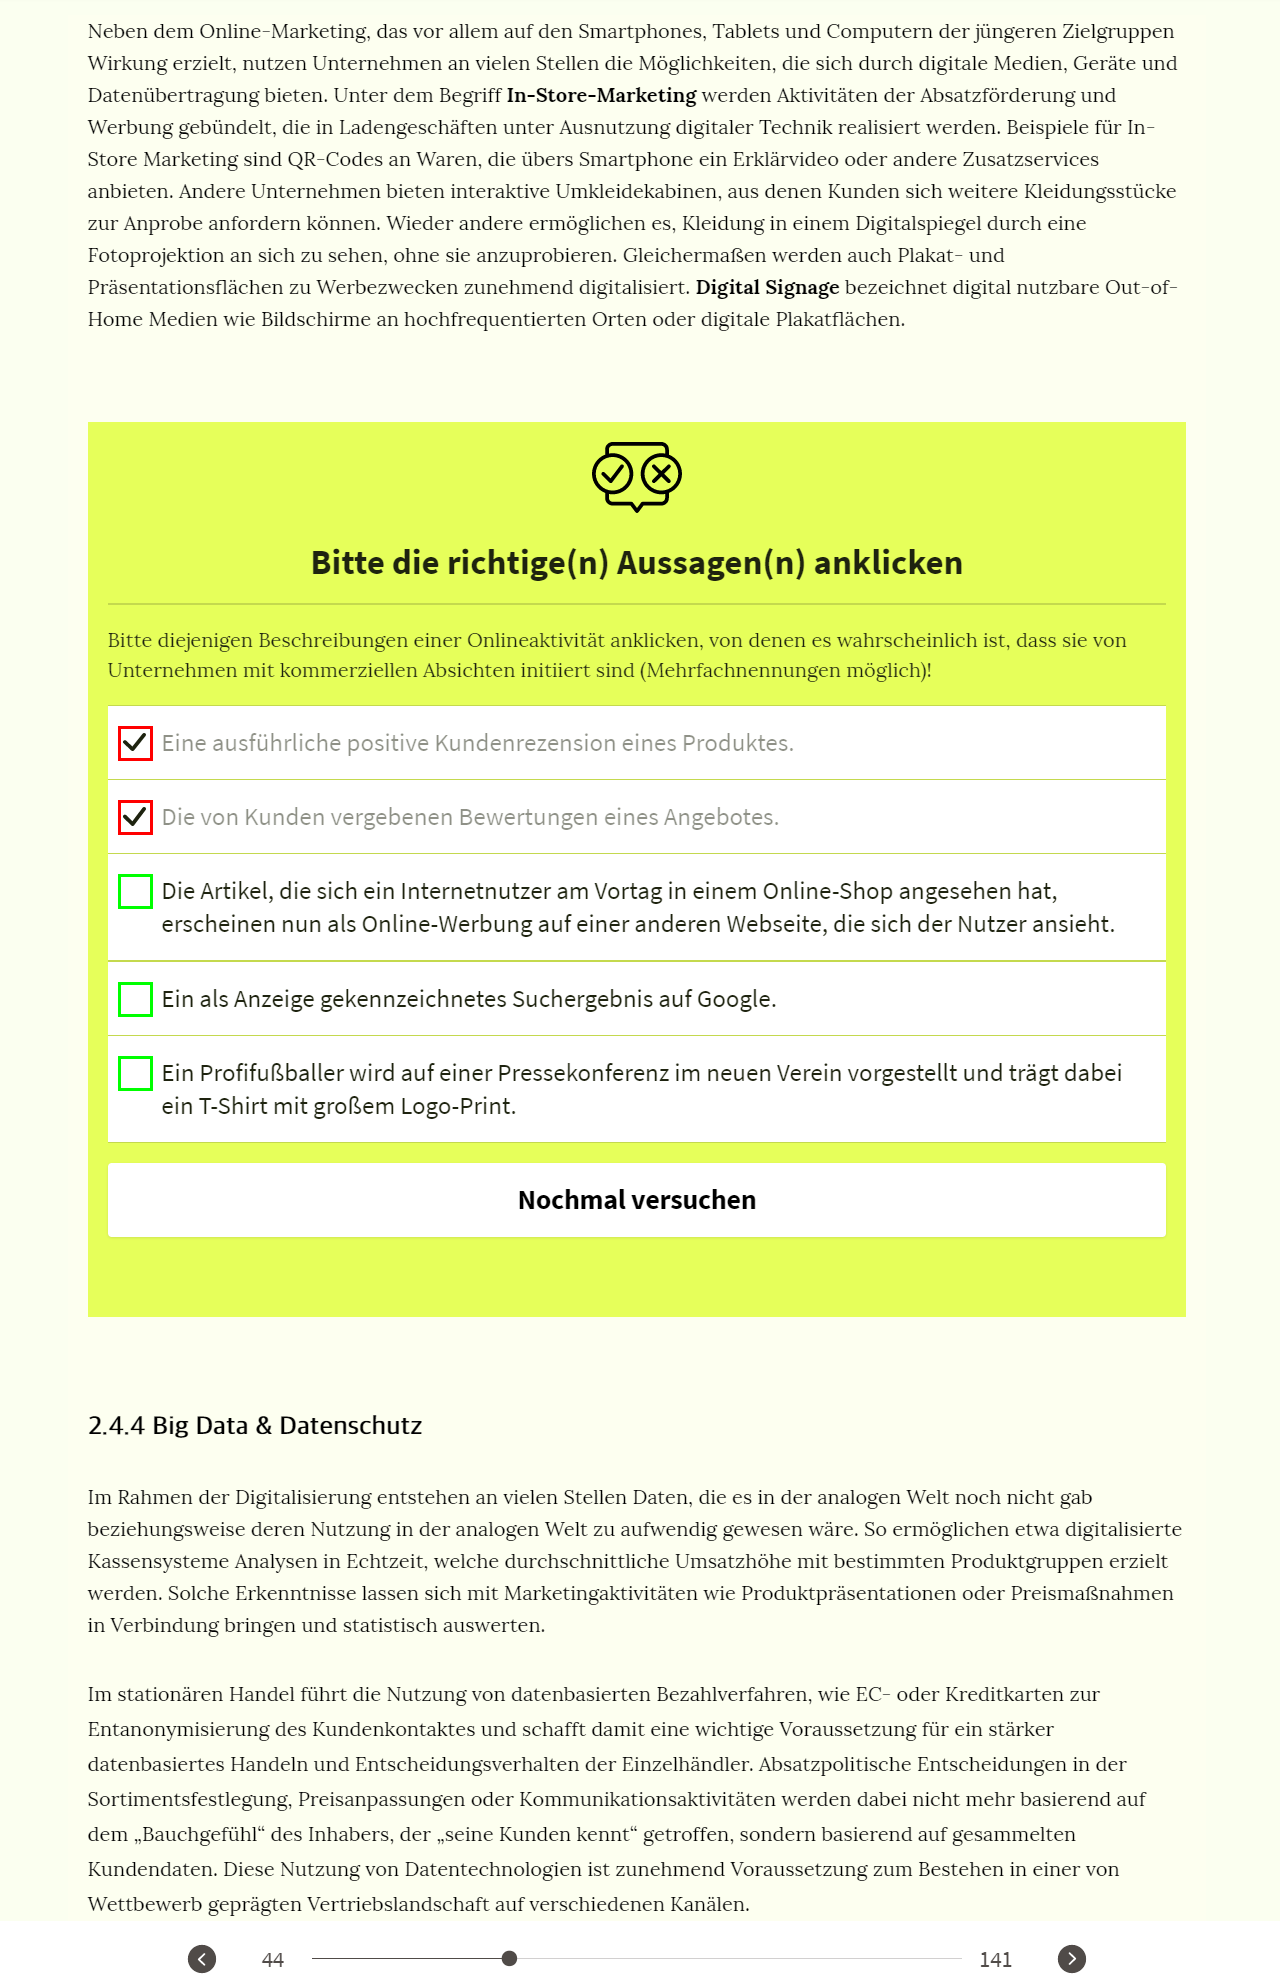 Neben dem Online-Marketing, das vor allem auf den Smartphones, Tablets und Computern der jüngeren Zielgruppen
Wirkung erzielt, nutzen Unternehmen an vielen Stellen die Möglichkeiten, die sich durch digitale Medien, Geräte und
Datenübertragung bieten. Unter dem Begriff In-Store-Marketing werden Aktivitäten der Absatzförderung und
Werbung gebündelt, die in Ladengeschäften unter Ausnutzung digitaler Technik realisiert werden. Beispiele für In-
Store Marketing sind QR-Codes an Waren, die übers Smartphone ein Erklärvideo oder andere Zusatzservices
anbieten. Andere Unternehmen bieten interaktive Umkleidekabinen, aus denen Kunden sich weitere Kleidungsstücke
zur Anprobe anfordern können. Wieder andere ermöglichen es, Kleidung in einem Digitalspiegel durch eine
Fotoprojektion an sich zu sehen, ohne sie anzuprobieren. Gleichermaßen werden auch Plakat- und
Präsentationsflächen zu Werbezwecken zunehmend digitalisiert. Digital Signage bezeichnet digital nutzbare Out-of-
Home Medien wie Bildschirme an hochfrequentierten Orten oder digitale Plakatflächen.
Bitte die richtige(n) Aussagen(n) anklicken
Bitte diejenigen Beschreibungen einer Onlineaktivität anklicken, von denen es wahrscheinlich ist, dass sie von
Unternehmen mit kommerziellen Absichten initiiert sind (Mehrfachnennungen möglich)!
Eine ausführliche positive Kundenrezension eines Produktes.
Die von Kunden vergebenen Bewertungen eines Angebotes.
Die Artikel, die sich ein Internetnutzer am Vortag in einem Online-Shop angesehen hat,
erscheinen nun als Online-Werbung auf einer anderen Webseite, die sich der Nutzer ansieht.
Ein als Anzeige gekennzeichnetes Suchergebnis auf Google.
Ein Profifußballer wird auf einer Pressekonferenz im neuen Verein vorgestellt und trägt dabei
ein T-Shirt mit großem Logo-Print.
Nochmal versuchen
2.4.4 Big Data & Datenschutz
Im Rahmen der Digitalisierung entstehen an vielen Stellen Daten, die es in der analogen Welt noch nicht gab
beziehungsweise deren Nutzung in der analogen Welt zu aufwendig gewesen wäre. So ermöglichen etwa digitalisierte
Kassensysteme Analysen in Echtzeit, welche durchschnittliche Umsatzhöhe mit bestimmten Produktgruppen erzielt
werden. Solche Erkenntnisse lassen sich mit Marketingaktivitäten wie Produktpräsentationen oder Preismaßnahmen
in Verbindung bringen und statistisch auswerten.
Im stationären Handel führt die Nutzung von datenbasierten Bezahlverfahren, wie EC- oder Kreditkarten zur
Entanonymisierung des Kundenkontaktes und schafft damit eine wichtige Voraussetzung für ein stärker
datenbasiertes Handeln und Entscheidungsverhalten der Einzelhändler. Absatzpolitische Entscheidungen in der
Sortimentsfestlegung, Preisanpassungen oder Kommunikationsaktivitäten werden dabei nicht mehr basierend auf
dem „Bauchgefühl“ des Inhabers, der „seine Kunden kennt“ getroffen, sondern basierend auf gesammelten
Kundendaten. Diese Nutzung von Datentechnologien ist zunehmend Voraussetzung zum Bestehen in einer von
Wettbewerb geprägten Vertriebslandschaft auf verschiedenen Kanälen.
44 141